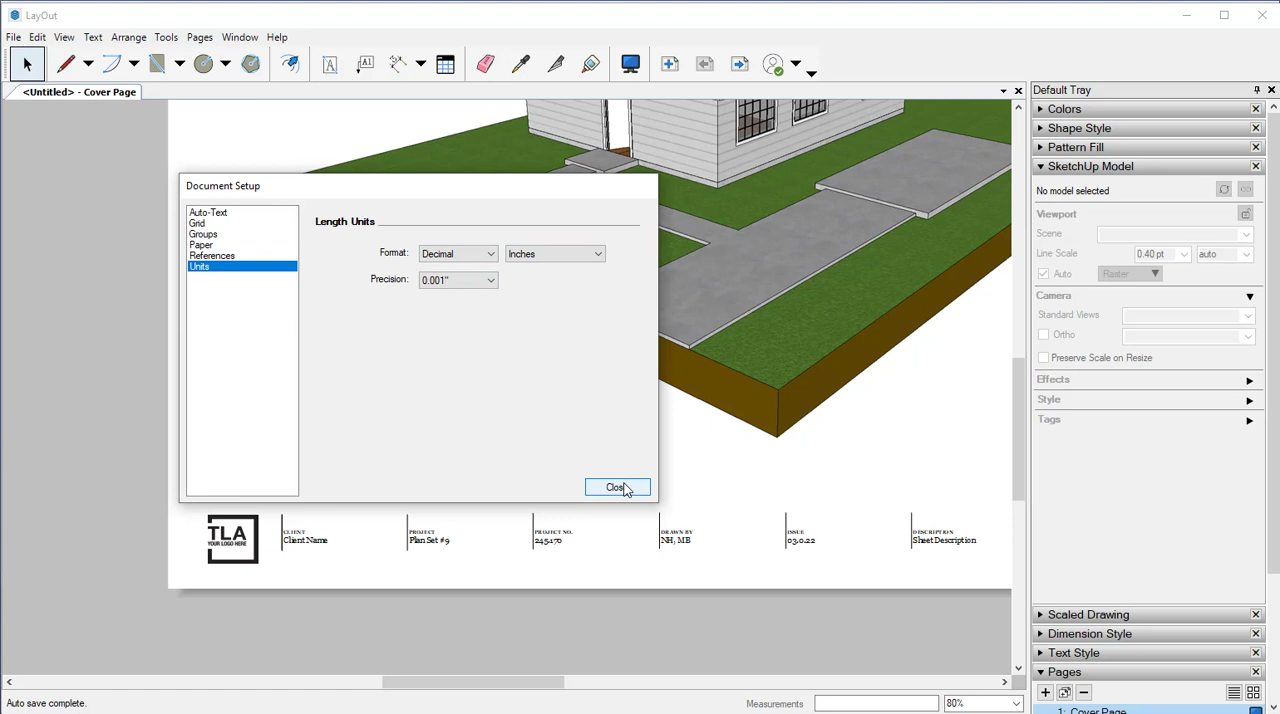 LayOut
File Edit View Text Arrange Tools Pages Window Help
<Untitled> - Cover Page
Default Tray
Colors
Shape Style
Pattern Fill
SketchUp Model
No model selected
Viewport
Scene
Line Scale 0.40 pt auto
Auto Raster
Camera
Standard Views
Ortho
Preserve Scale on Resize
Effects
Style
Tags
Document Setup
Auto-Text
Grid
Groups
Paper
References
Units
Length Units
Format: Decimal Inches
Precision: 0.001"
Close
TLA
YOUR LOGO HERE
CLIENT
Client Name
PROJECT
Plan Set #9
PROJECT NO.
245.170
DRAWN BY
NH, MB
ISSUE
03.0.22
DESCRIPTION
Sheet Description
Scaled Drawing
Dimension Style
Text Style
Pages
1: Cover Page
Auto save complete.
Measurements
80%